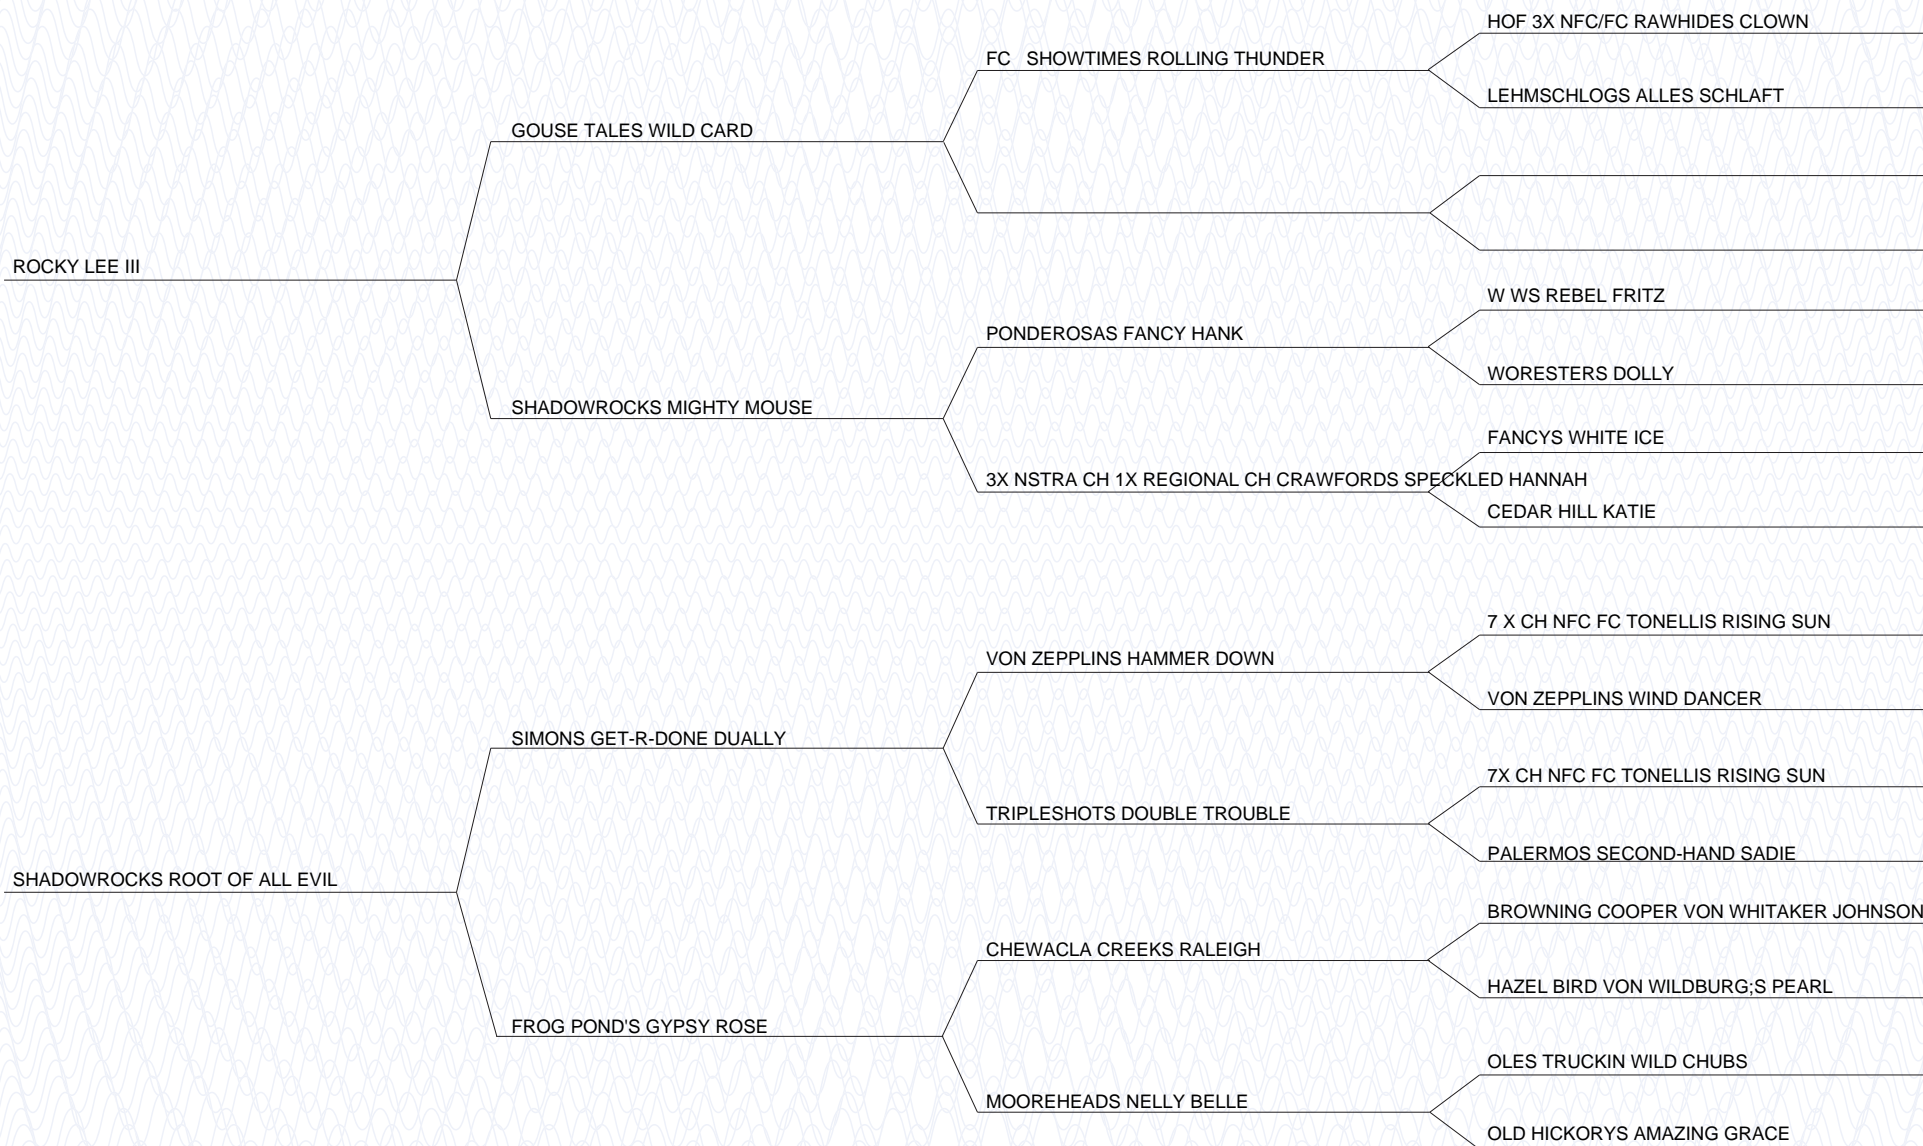 HOF 3X NFC/FC RAWHIDES CLOWN
FC   SHOWTIMES ROLLING THUNDER
LEHMSCHLOGS ALLES SCHLAFT
GOUSE TALES WILD CARD
ROCKY LEE III
W WS REBEL FRITZ
PONDEROSAS FANCY HANK
WORESTERS DOLLY
SHADOWROCKS MIGHTY MOUSE
FANCYS WHITE ICE
3X NSTRA CH 1X REGIONAL CH CRAWFORDS SPECKLED HANNAH
CEDAR HILL KATIE
7 X CH NFC FC TONELLIS RISING SUN
VON ZEPPLINS HAMMER DOWN
VON ZEPPLINS WIND DANCER
SIMONS GET-R-DONE DUALLY
7X CH NFC FC TONELLIS RISING SUN
TRIPLESHOTS DOUBLE TROUBLE
PALERMOS SECOND-HAND SADIE
SHADOWROCKS ROOT OF ALL EVIL
BROWNING COOPER VON WHITAKER JOHNSON
CHEWACLA CREEKS RALEIGH
HAZEL BIRD VON WILDBURG;S PEARL
FROG POND'S GYPSY ROSE
OLES TRUCKIN WILD CHUBS
MOOREHEADS NELLY BELLE
OLD HICKORYS AMAZING GRACE